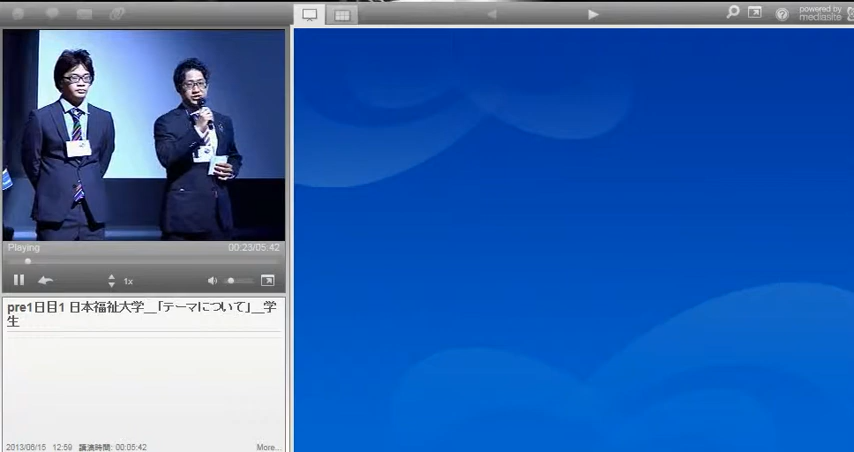 powered by
mediasite
Playing
00:23/05:42
1x
pre1日目1 日本福祉大学__「テーマについて」__学
生
2013/06/15 12:59 講演時間: 00:05:42
More...